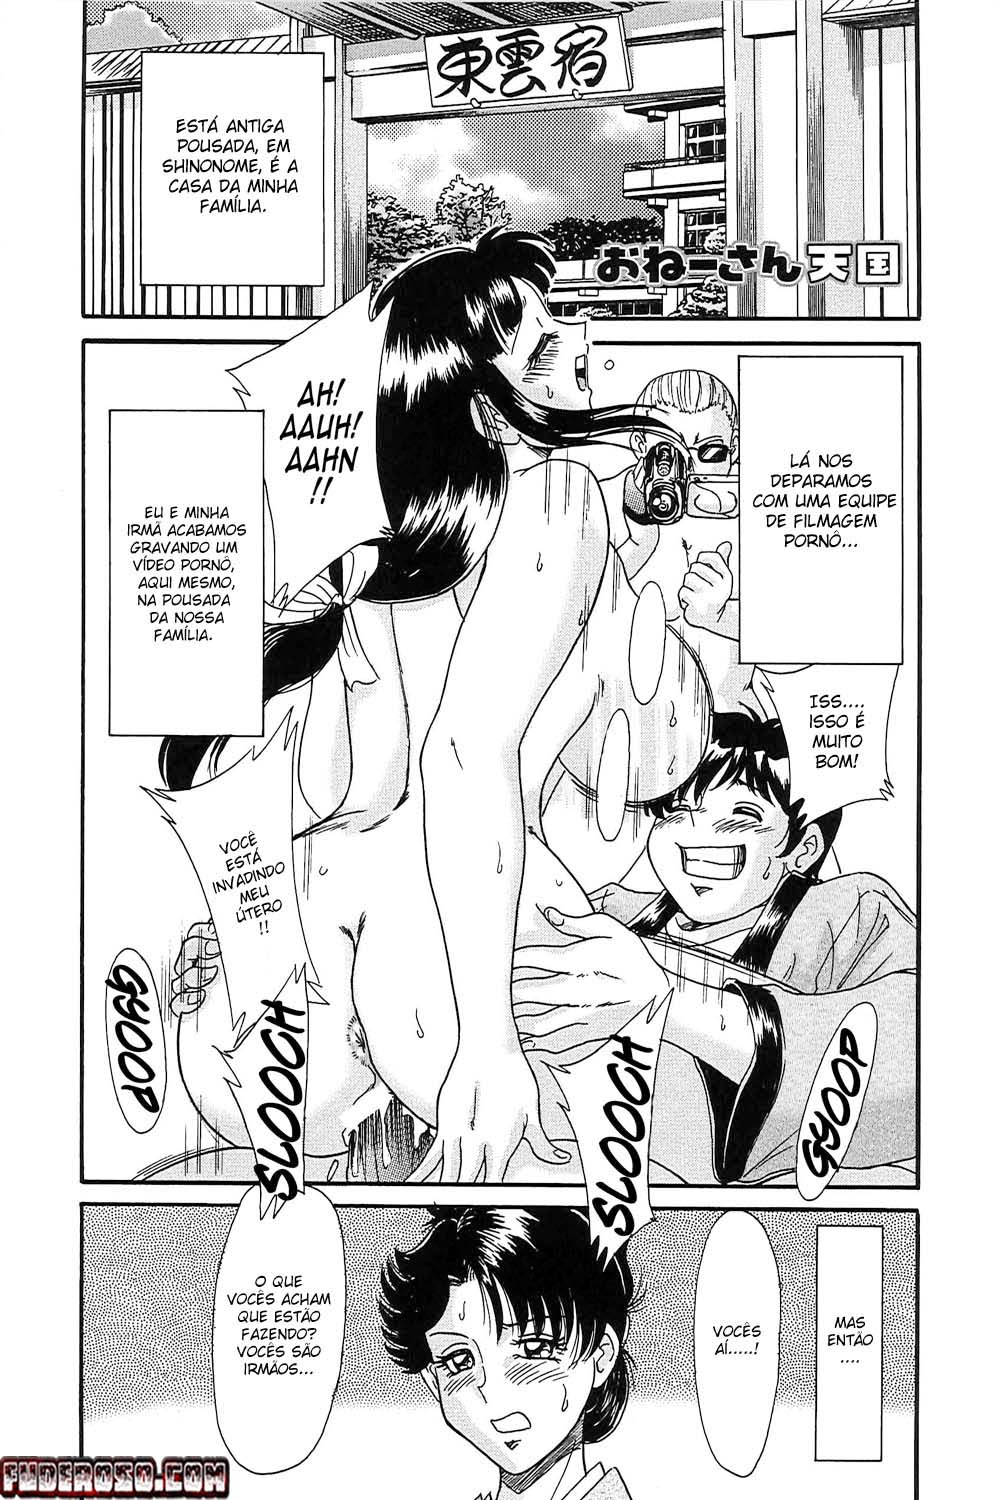 東雲宿
ESTÁ ANTIGA
POUSADA, EM
SHINONOME, É A
CASA DA MINHA
FAMÍLIA.
おねーさん天国
LÁ NOS
DEPARAMOS
COM UMA EQUIPE
DE FILMAGEM
PORNÔ...
AH!
AAUH!
AAHN
!!
EU E MINHA
IRMÃ ACABAMOS
GRAVANDO UM
VÍDEO PORNÔ,
AQUI MESMO,
NA POUSADA
DA NOSSA
FAMÍLIA.
ISS....
ISSO É
MUITO
BOM!
VOCÊ
ESTÁ
INVADINDO
MEU
ÚTERO
!!
GYOOP
SLOOCH
SLOOCH
GYOOP
MAS
ENTÃO
....
VOCÊS
AÍ.....!
O QUE
VOCÊS ACHAM
QUE ESTÃO
FAZENDO?
VOCÊS SÃO
IRMÃOS...
FUDEROSO.COM